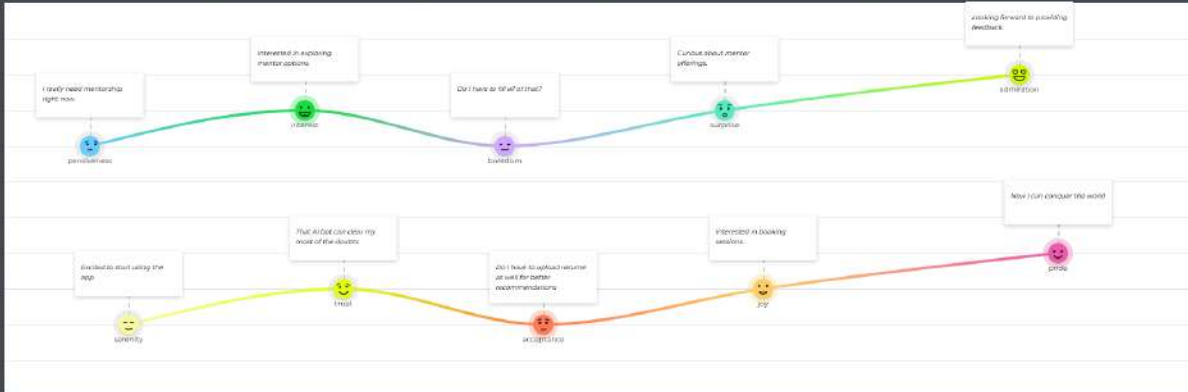 Looking forward to providing
feedback.
Interested in exploring
mentor options.
Curious about mentor
offerings.
I really need mentorship
right now.
Do I have to fill all of that?
admiration
interest
surprise
pensiveness
boredom
Now I can conquer the world
That AI bot can clear my
most of the doubts
Interested in booking
sessions.
Excited to start using the
app
Do I have to upload resume
as well for better
recommendations
pride
trust
joy
serenity
acceptance